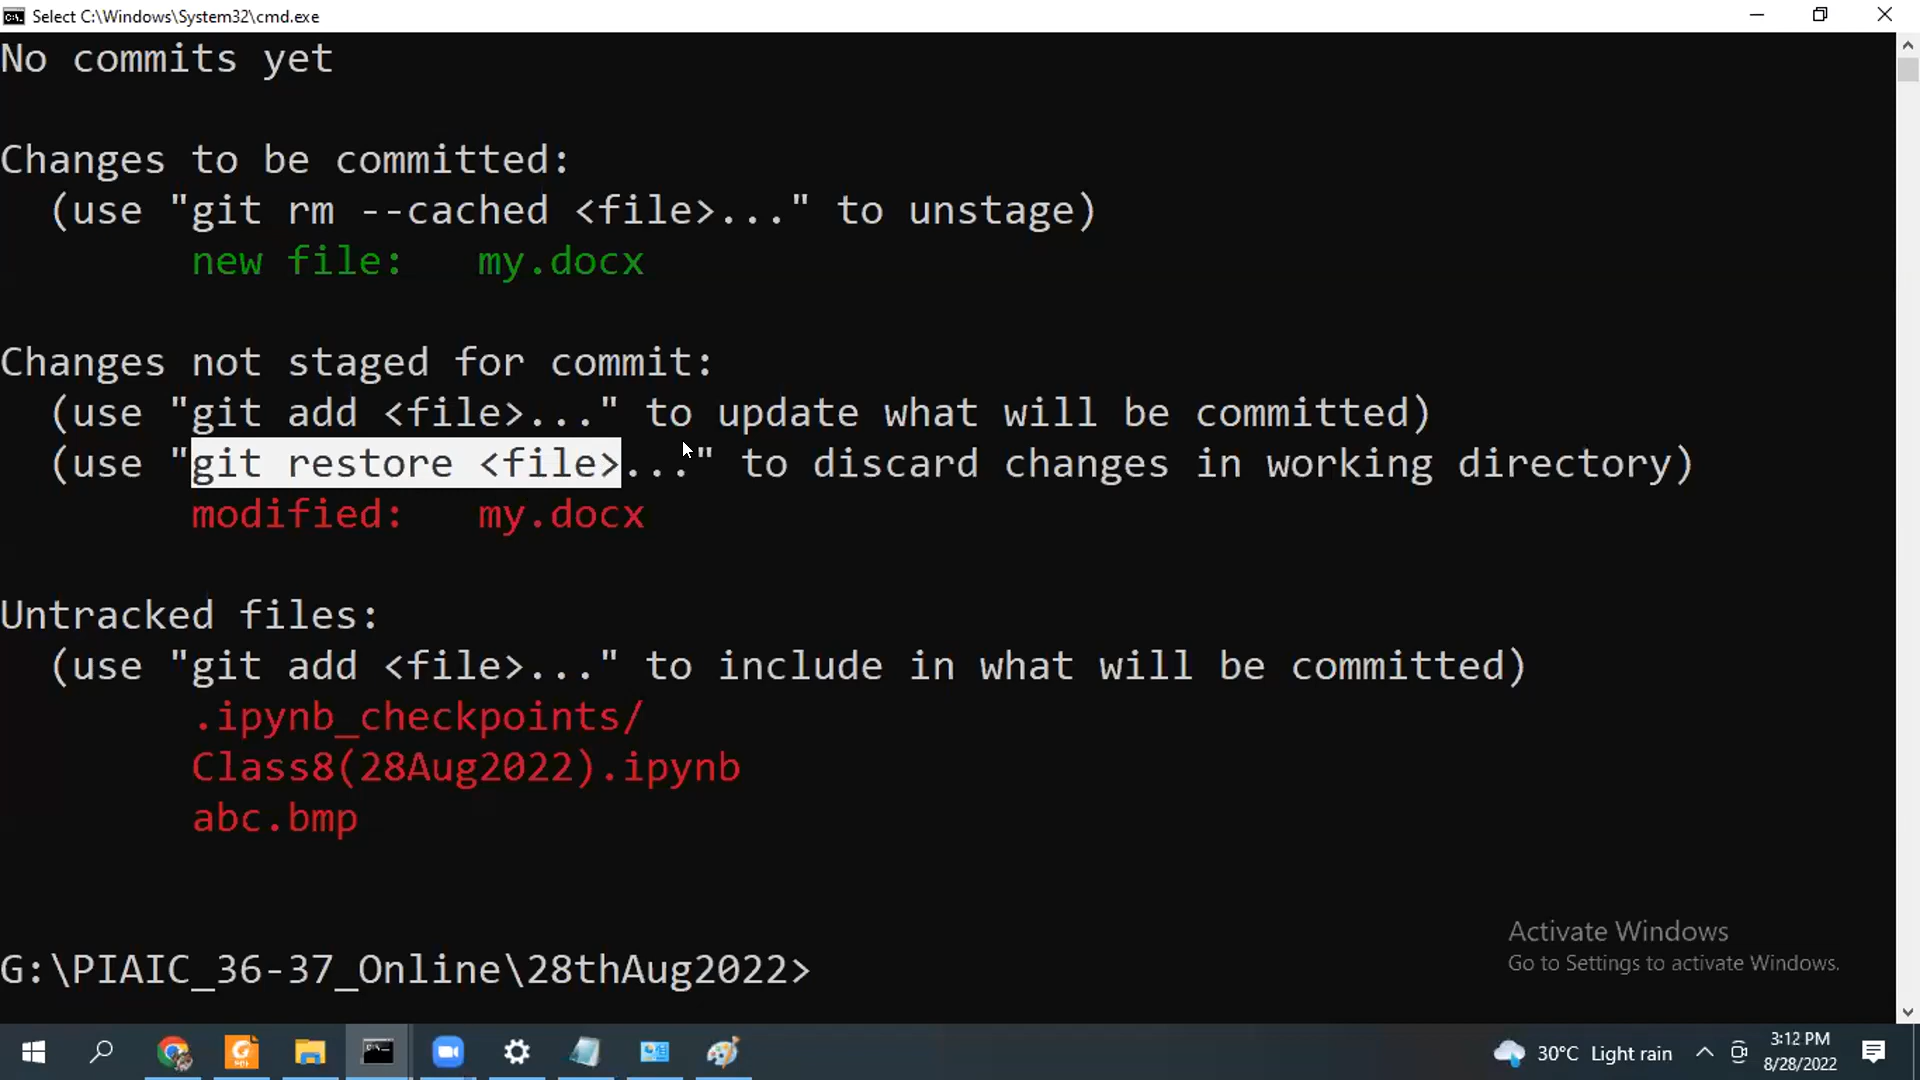 Select C:\Windows\System32\cmd.exe
No commits yet
Changes to be committed:
(use "git rm --cached <file>..." to unstage)
new file: my.docx
Changes not staged for commit:
(use "git add <file>..." to update what will be committed)
(use "git restore <file>..." to discard changes in working directory)
modified: my.docx
Untracked files:
(use "git add <file>..." to include in what will be committed)
.ipynb_checkpoints/
Class8(28Aug2022).ipynb
abc.bmp
G:\PIAIC_36-37_Online\28thAug2022>
Activate Windows
Go to Settings to activate Windows.
30°C Light rain
3:12 PM
8/28/2022